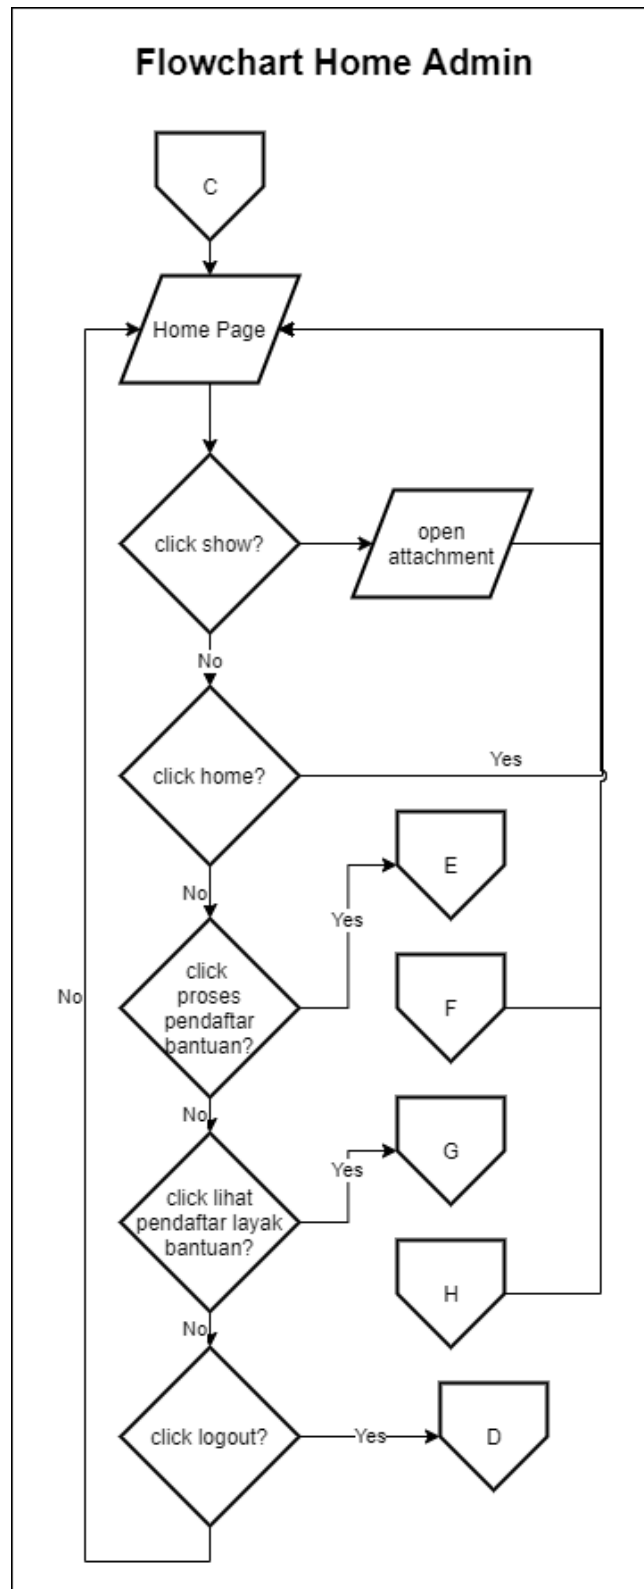 Flowchart Home Admin
C
Home Page
click show?
open
attachment
No
click home?
Yes
No
E
Yes
click
proses
pendaftar
bantuan?
F
No
No
G
Yes
click lihat
pendaftar layak
bantuan?
H
No
click logout?
Yes
D